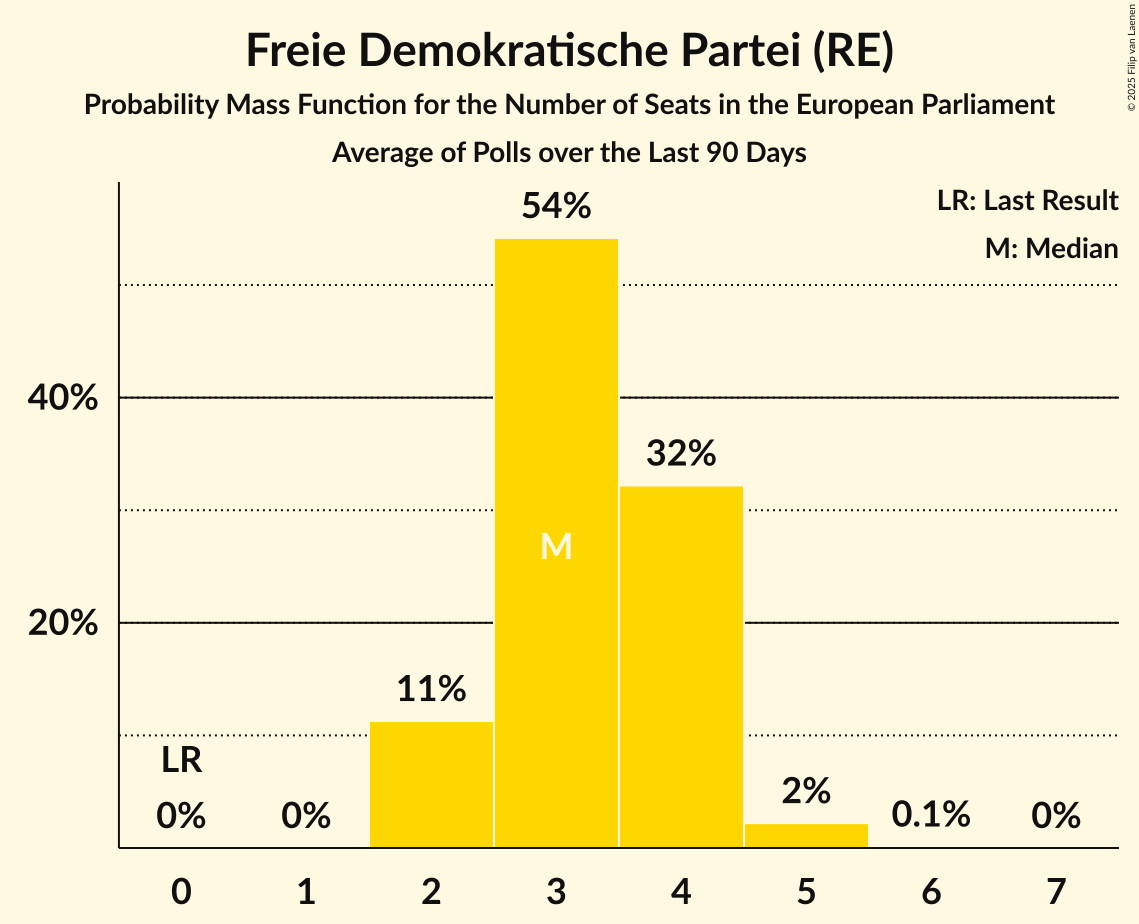 Freie Demokratische Partei (RE)
Probability Mass Function for the Number of Seats in the European Parliament
Average of Polls over the Last 90 Days
© 2025 Filip van Laenen
LR: Last Result
M: Median
54%
40%
32%
M
20%
11%
LR
2%
0%
0%
0.1%
0%
0
1
2
3
4
5
6
7